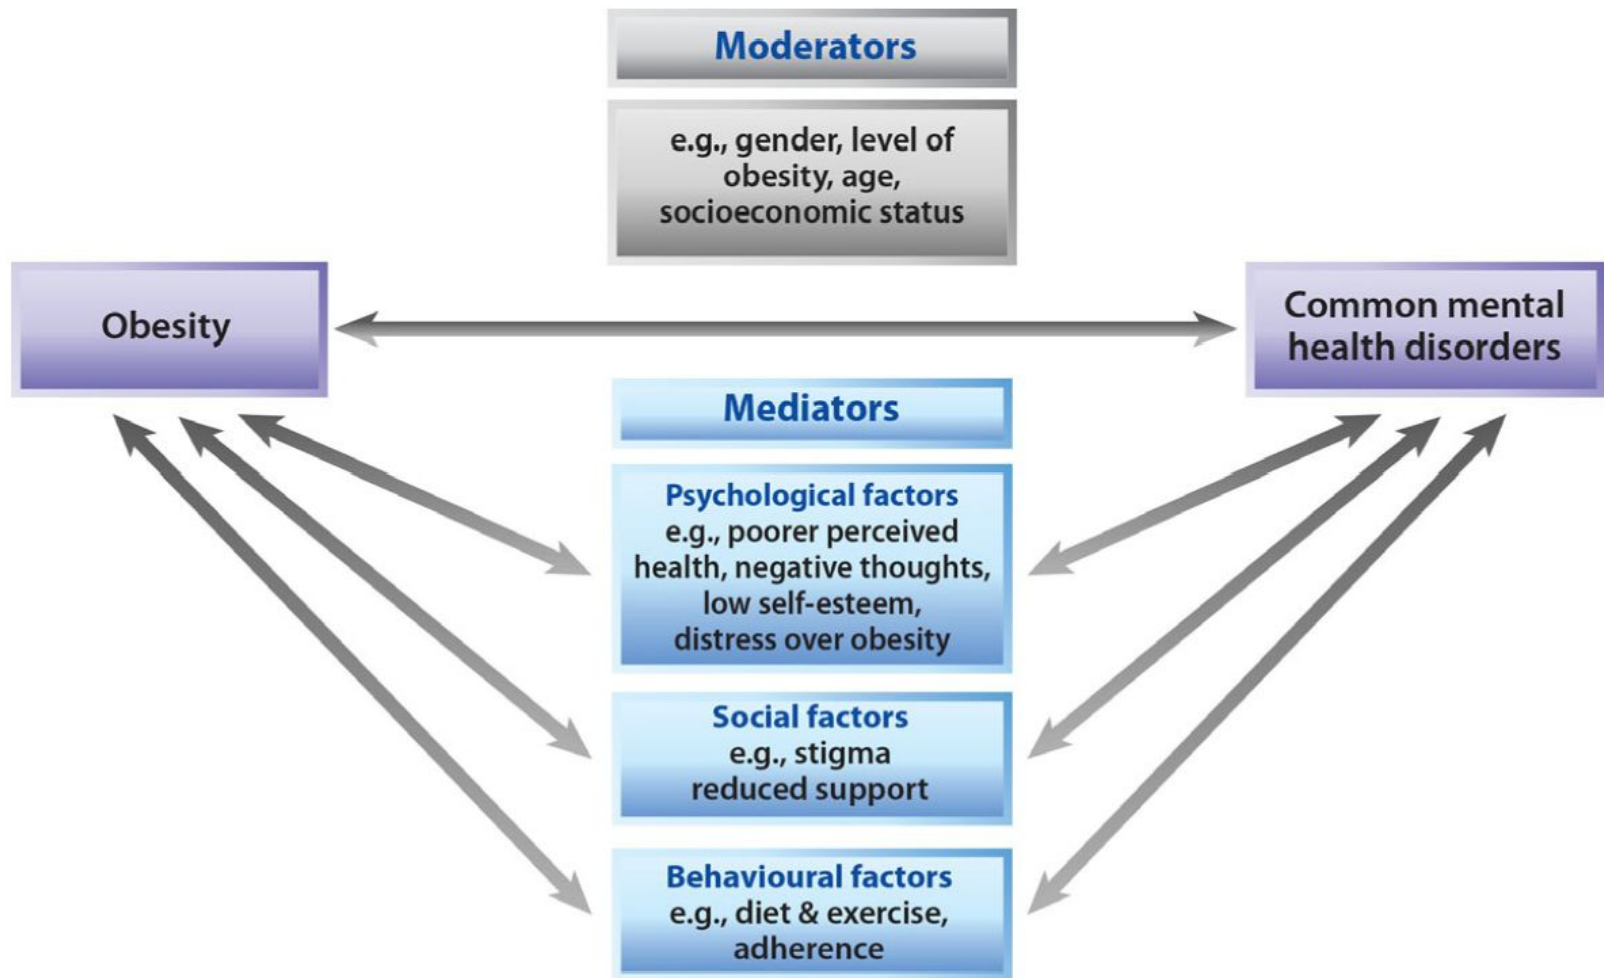 Moderators
e.g., gender, level of
obesity, age,
socioeconomic status
Obesity
Common mental
health disorders
Mediators
Psychological factors
e.g., poorer perceived
health, negative thoughts,
low self-esteem,
distress over obesity
Social factors
e.g., stigma
reduced support
Behavioural factors
e.g., diet & exercise,
adherence